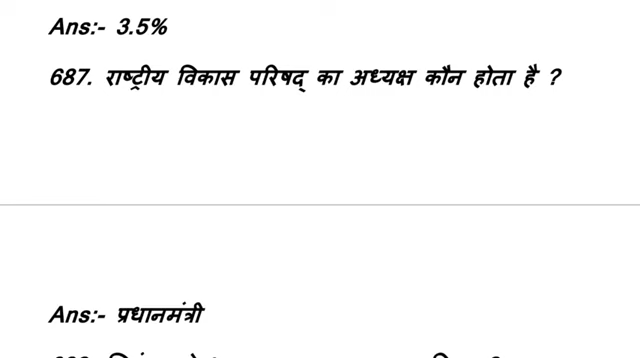 Ans:- 3.5%
687. राष्ट्रीय विकास परिषद् का अध्यक्ष कौन होता है ?
Ans:- प्रधानमंत्री